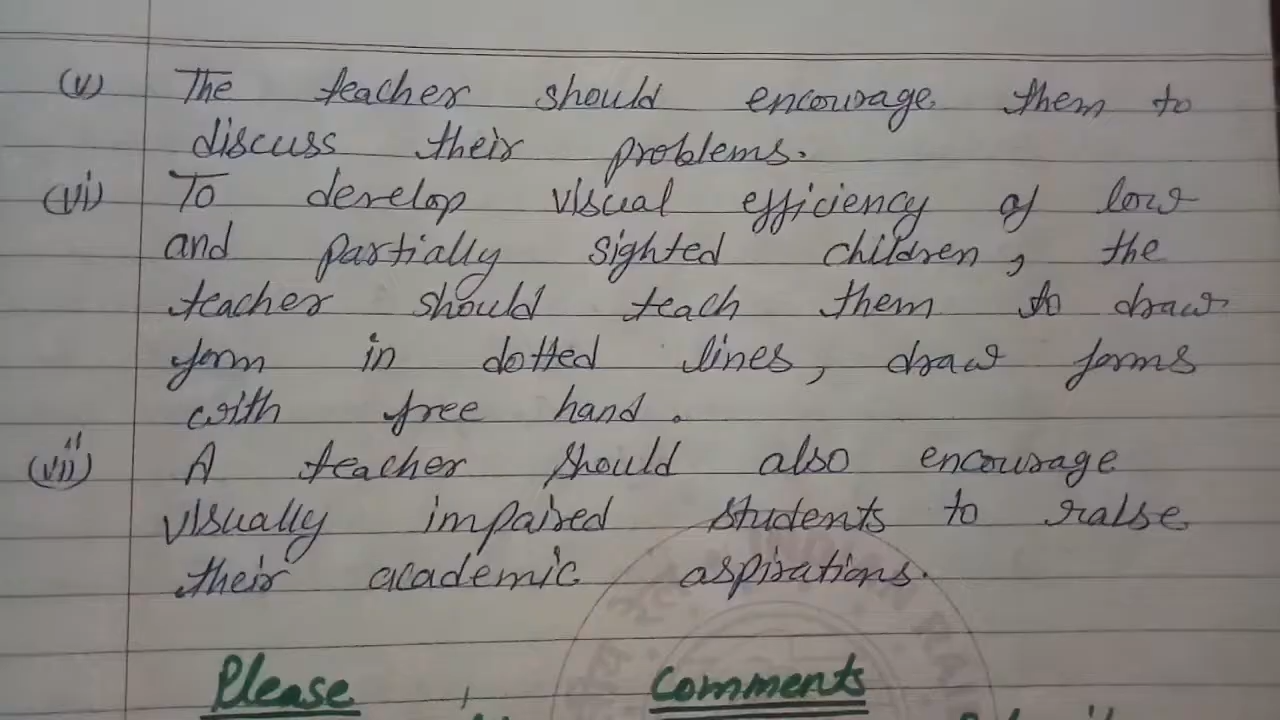 (v) The teacher should encourage them to
discuss their problems.
(vi) To develop visual efficiency of low
and partially sighted children, the
teacher should teach them to draw
form in dotted lines, draw forms
with free hand.
(vii) A teacher should also encourage
visually impaired students to raise
their academic aspirations.
Please Comments